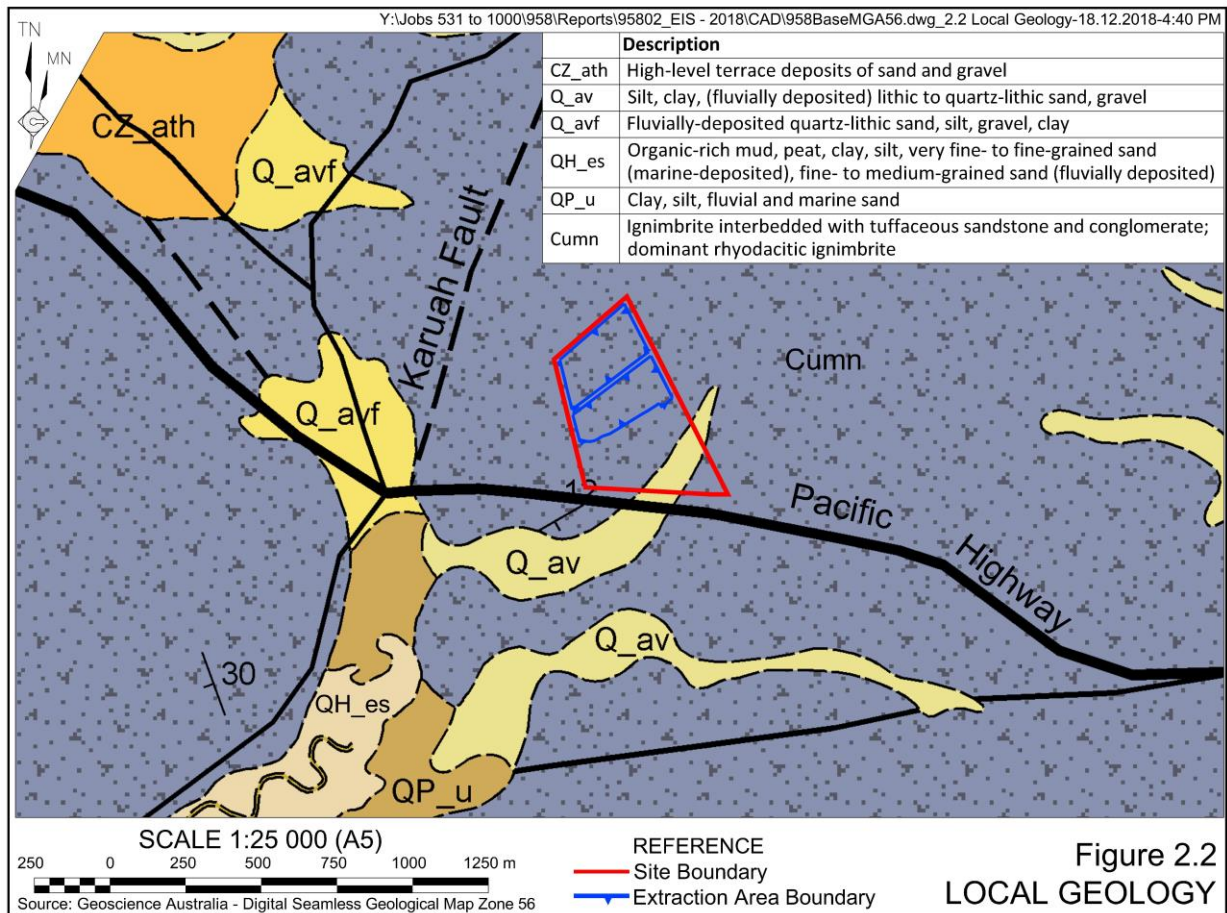 Y:\Jobs 531 to 1000\958\Reports\95802_EIS - 2018\CAD\958BaseMGA56.dwg_2.2 Local Geology-18.12.2018-4:40 PM
TN
MN
Description
CZ_ath High-level terrace deposits of sand and gravel
Q_av Silt, clay, (fluvially deposited) lithic to quartz-lithic sand, gravel
Q_avf Fluvially-deposited quartz-lithic sand, silt, gravel, clay
QH_es Organic-rich mud, peat, clay, silt, very fine- to fine-grained sand
(marine-deposited), fine- to medium-grained sand (fluvially deposited)
QP_u Clay, silt, fluvial and marine sand
Cumn Ignimbrite interbedded with tuffaceous sandstone and conglomerate;
dominant rhyodacitic ignimbrite
CZ_ath
Q_avf
Karuah Fault
Cumn
Q_avf
Pacific
Highway
Q_av
Q_av
30
QH_es
QP_u
SCALE 1:25 000 (A5)
250 0 250 500 750 1000 1250 m
Source: Geoscience Australia - Digital Seamless Geological Map Zone 56
REFERENCE
Site Boundary
Extraction Area Boundary
Figure 2.2
LOCAL GEOLOGY